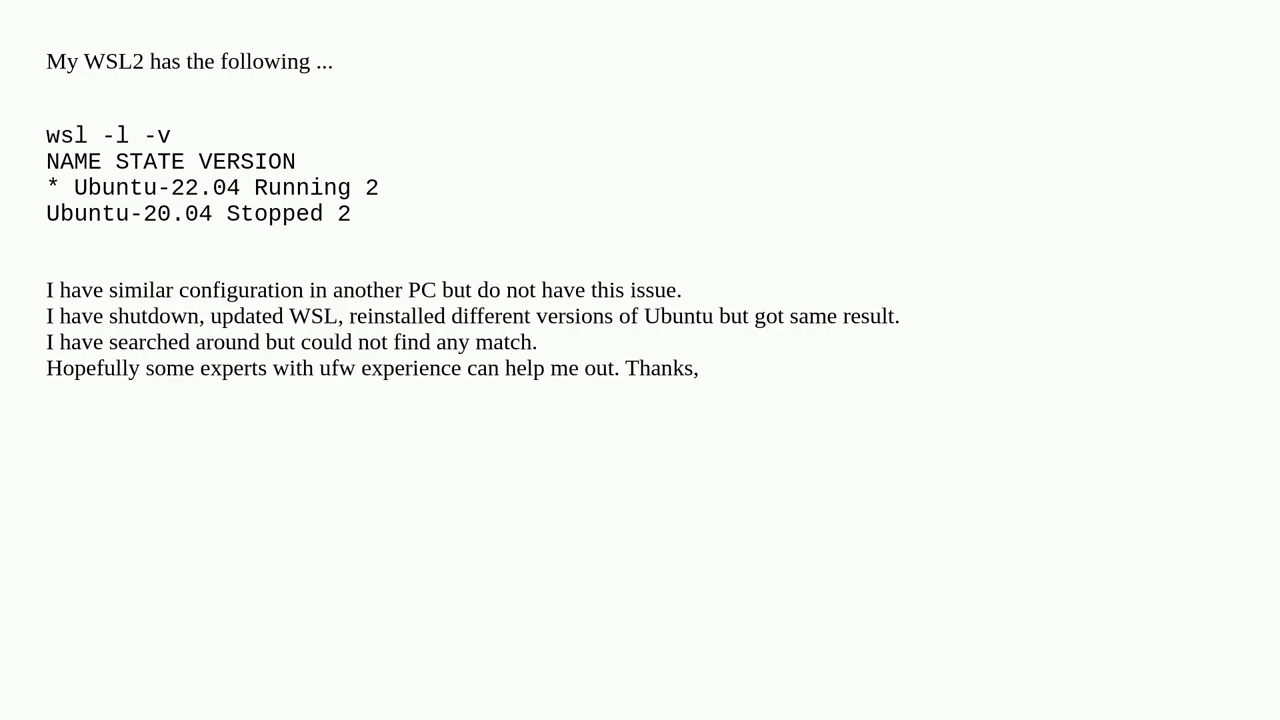 My WSL2 has the following ...
wsl -l -v
NAME STATE VERSION
* Ubuntu-22.04 Running 2
Ubuntu-20.04 Stopped 2
I have similar configuration in another PC but do not have this issue.
I have shutdown, updated WSL, reinstalled different versions of Ubuntu but got same result.
I have searched around but could not find any match.
Hopefully some experts with ufw experience can help me out. Thanks,